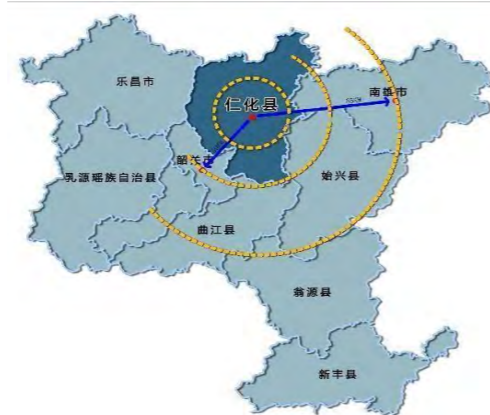 乐昌市
仁化县
南雄市
韶关市
乳源瑶族自治县
始兴县
曲江县
翁源县
新丰县